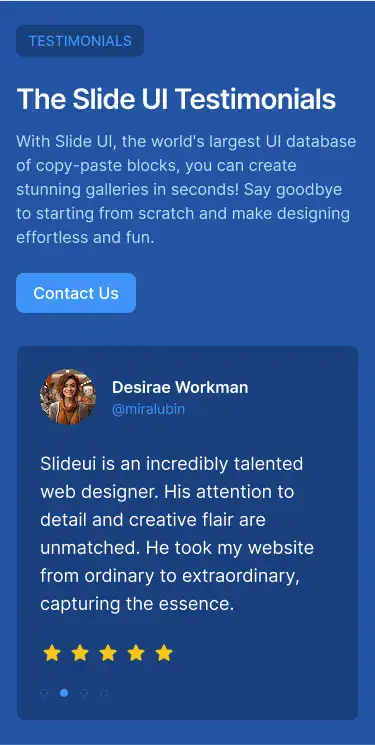 TESTIMONIALS
The Slide UI Testimonials
With Slide UI, the world's largest UI database
of copy-paste blocks, you can create
stunning galleries in seconds! Say goodbye
to starting from scratch and make designing
effortless and fun.
Contact Us
Desirae Workman
@miralubin
Slideui is an incredibly talented
web designer. His attention to
detail and creative flair are
unmatched. He took my website
from ordinary to extraordinary,
capturing the essence.